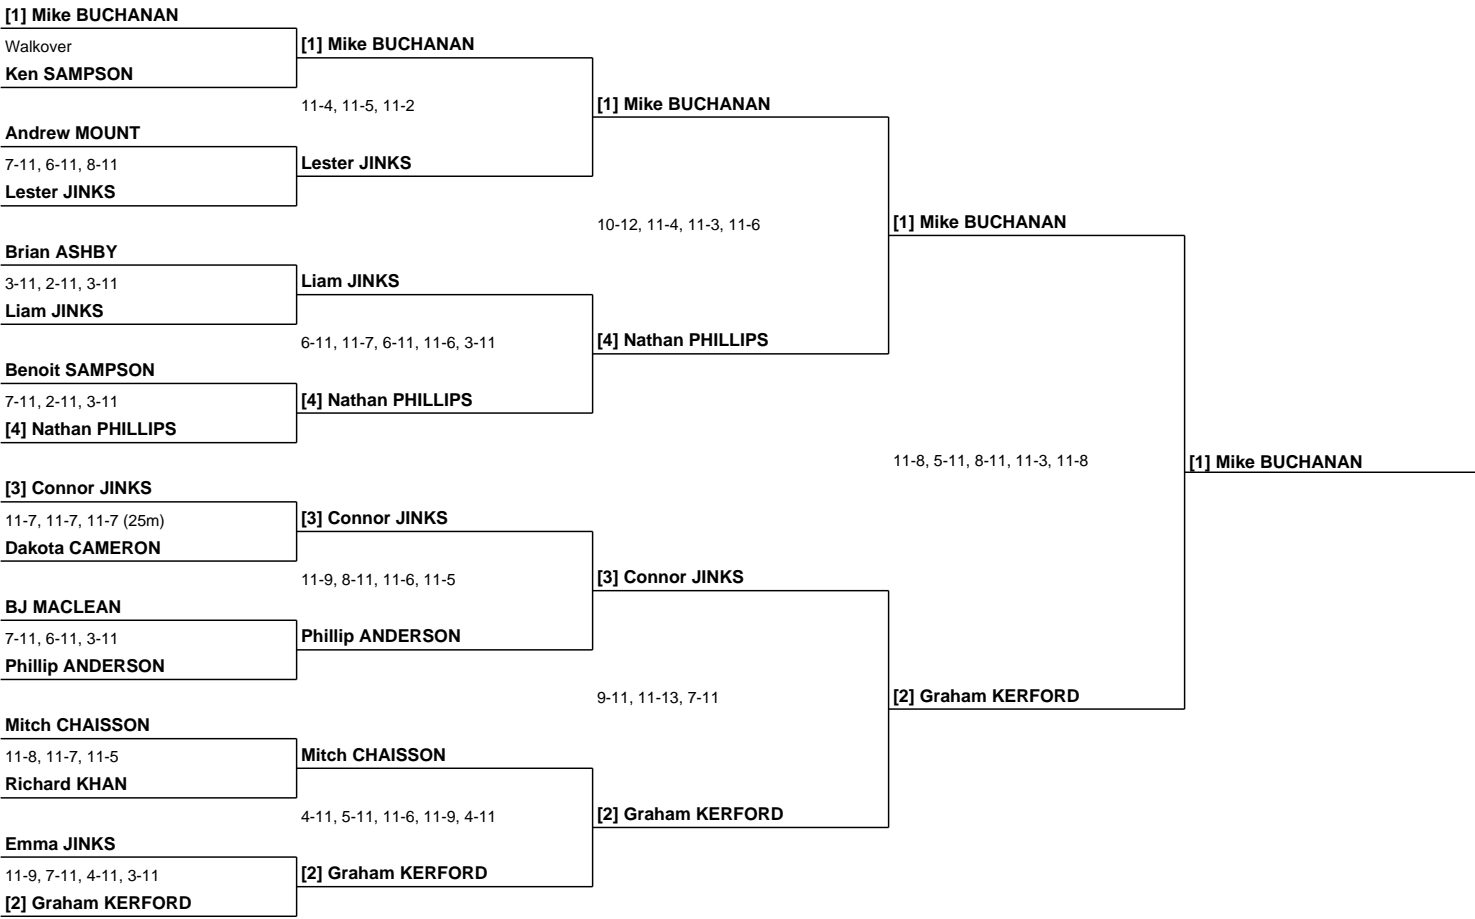 [1] Mike BUCHANAN
Walkover
Ken SAMPSON
Andrew MOUNT
7-11, 6-11, 8-11
Lester JINKS
Brian ASHBY
3-11, 2-11, 3-11
Liam JINKS
Benoit SAMPSON
7-11, 2-11, 3-11
[4] Nathan PHILLIPS
[3] Connor JINKS
11-7, 11-7, 11-7 (25m)
Dakota CAMERON
BJ MACLEAN
7-11, 6-11, 3-11
Phillip ANDERSON
Mitch CHAISSON
11-8, 11-7, 11-5
Richard KHAN
Emma JINKS
11-9, 7-11, 4-11, 3-11
[2] Graham KERFORD
[1] Mike BUCHANAN
11-4, 11-5, 11-2
Lester JINKS
Liam JINKS
6-11, 11-7, 6-11, 11-6, 3-11
[4] Nathan PHILLIPS
[3] Connor JINKS
11-9, 8-11, 11-6, 11-5
Phillip ANDERSON
Mitch CHAISSON
4-11, 5-11, 11-6, 11-9, 4-11
[2] Graham KERFORD
[1] Mike BUCHANAN
10-12, 11-4, 11-3, 11-6
[4] Nathan PHILLIPS
[3] Connor JINKS
9-11, 11-13, 7-11
[2] Graham KERFORD
[1] Mike BUCHANAN
11-8, 5-11, 8-11, 11-3, 11-8
[2] Graham KERFORD
[1] Mike BUCHANAN